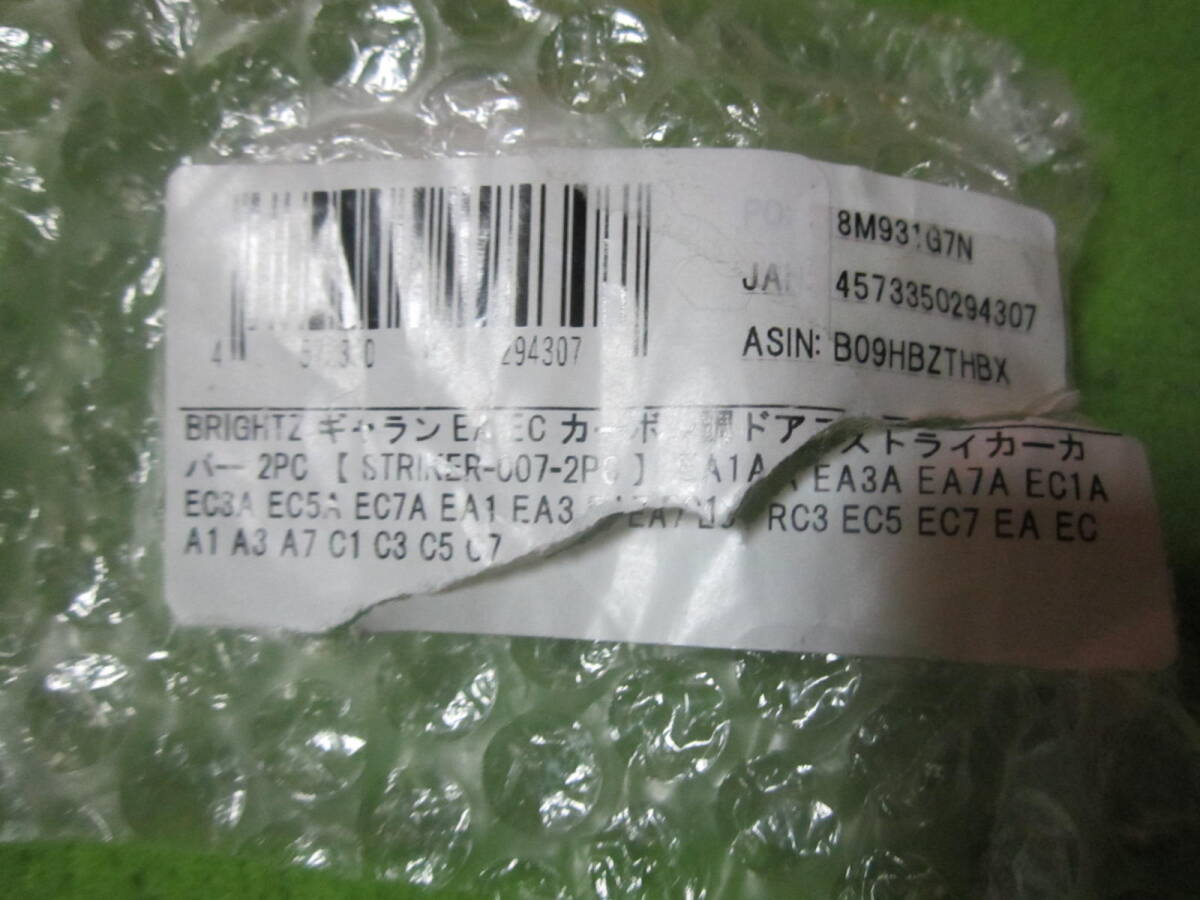 8M931G7N
JAN: 4573350294307
ASIN: B09HBZTHBX
4 294307
BRIGHTZ ギャラン EA EC カーボン調 ドアストライカーカ
バー 2PC 【 STRIKER-007-2PC 】 EA3A EA7A EC1A
EC3A EC5A EC7A EA1 EA3 EA7 RC3 EC5 EC7 EA EC
A1 A3 A7 C1 C3 C5 C7